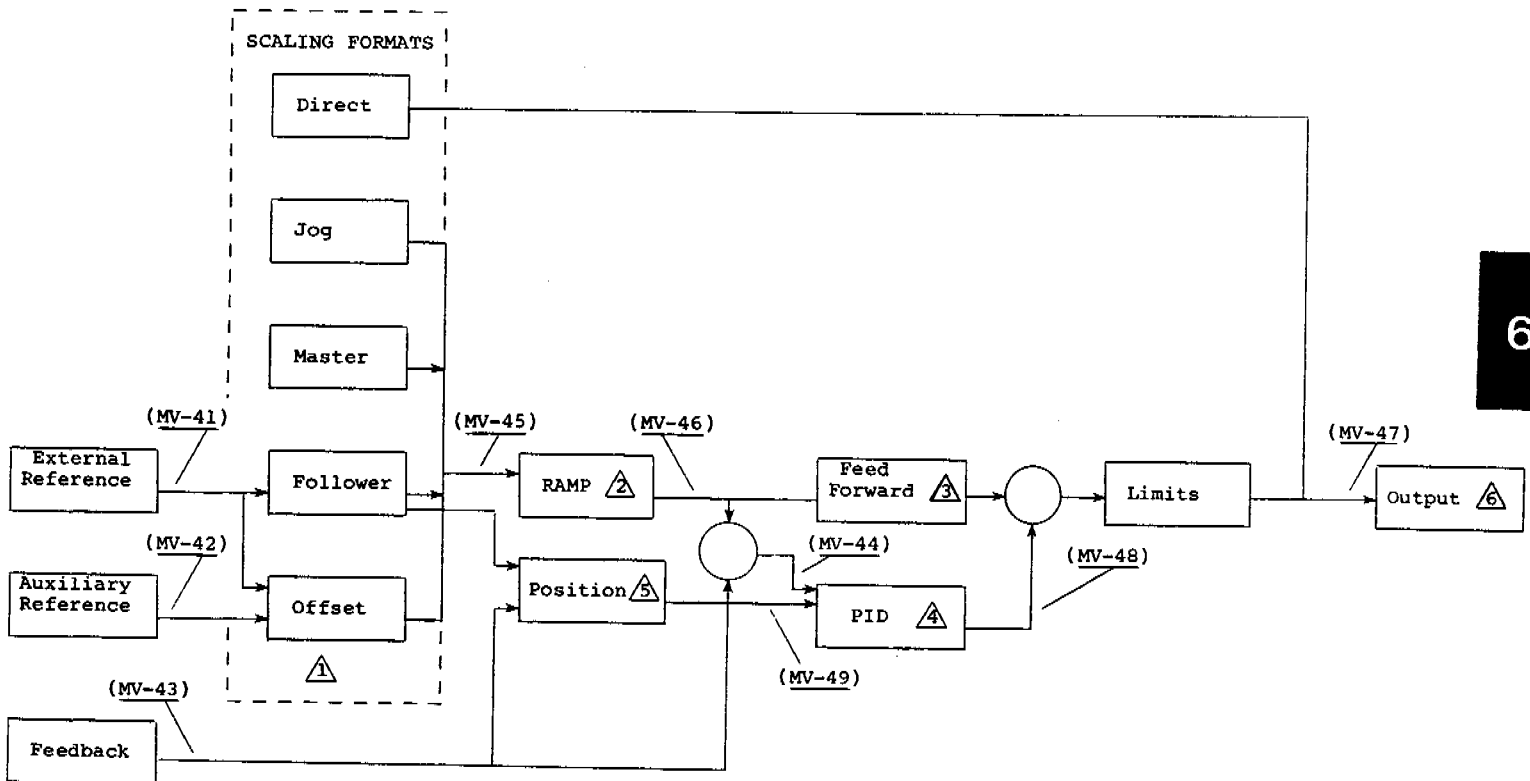 SCALING FORMATS
Direct
Jog
Master
6
(MV-41)
(MV-45)
(MV-46)
(MV-47)
External
Reference
Follower
RAMP 2
Feed
Forward 3
Limits
Output 6
(MV-42)
(MV-44)
(MV-48)
Auxiliary
Reference
Offset
Position 5
PID 4
1
(MV-43)
(MV-49)
Feedback